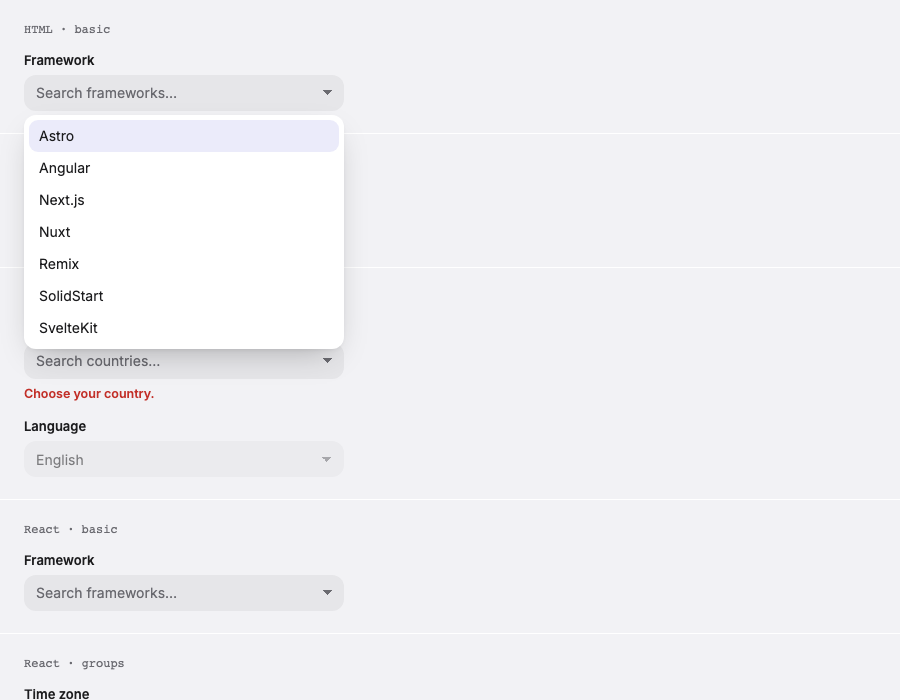 HTML · basic
Framework
Search frameworks…
Astro
Angular
Next.js
Nuxt
Remix
SolidStart
SvelteKit
Search countries…
Choose your country.
Language
English
React · basic
Framework
Search frameworks…
React · groups
Time zone